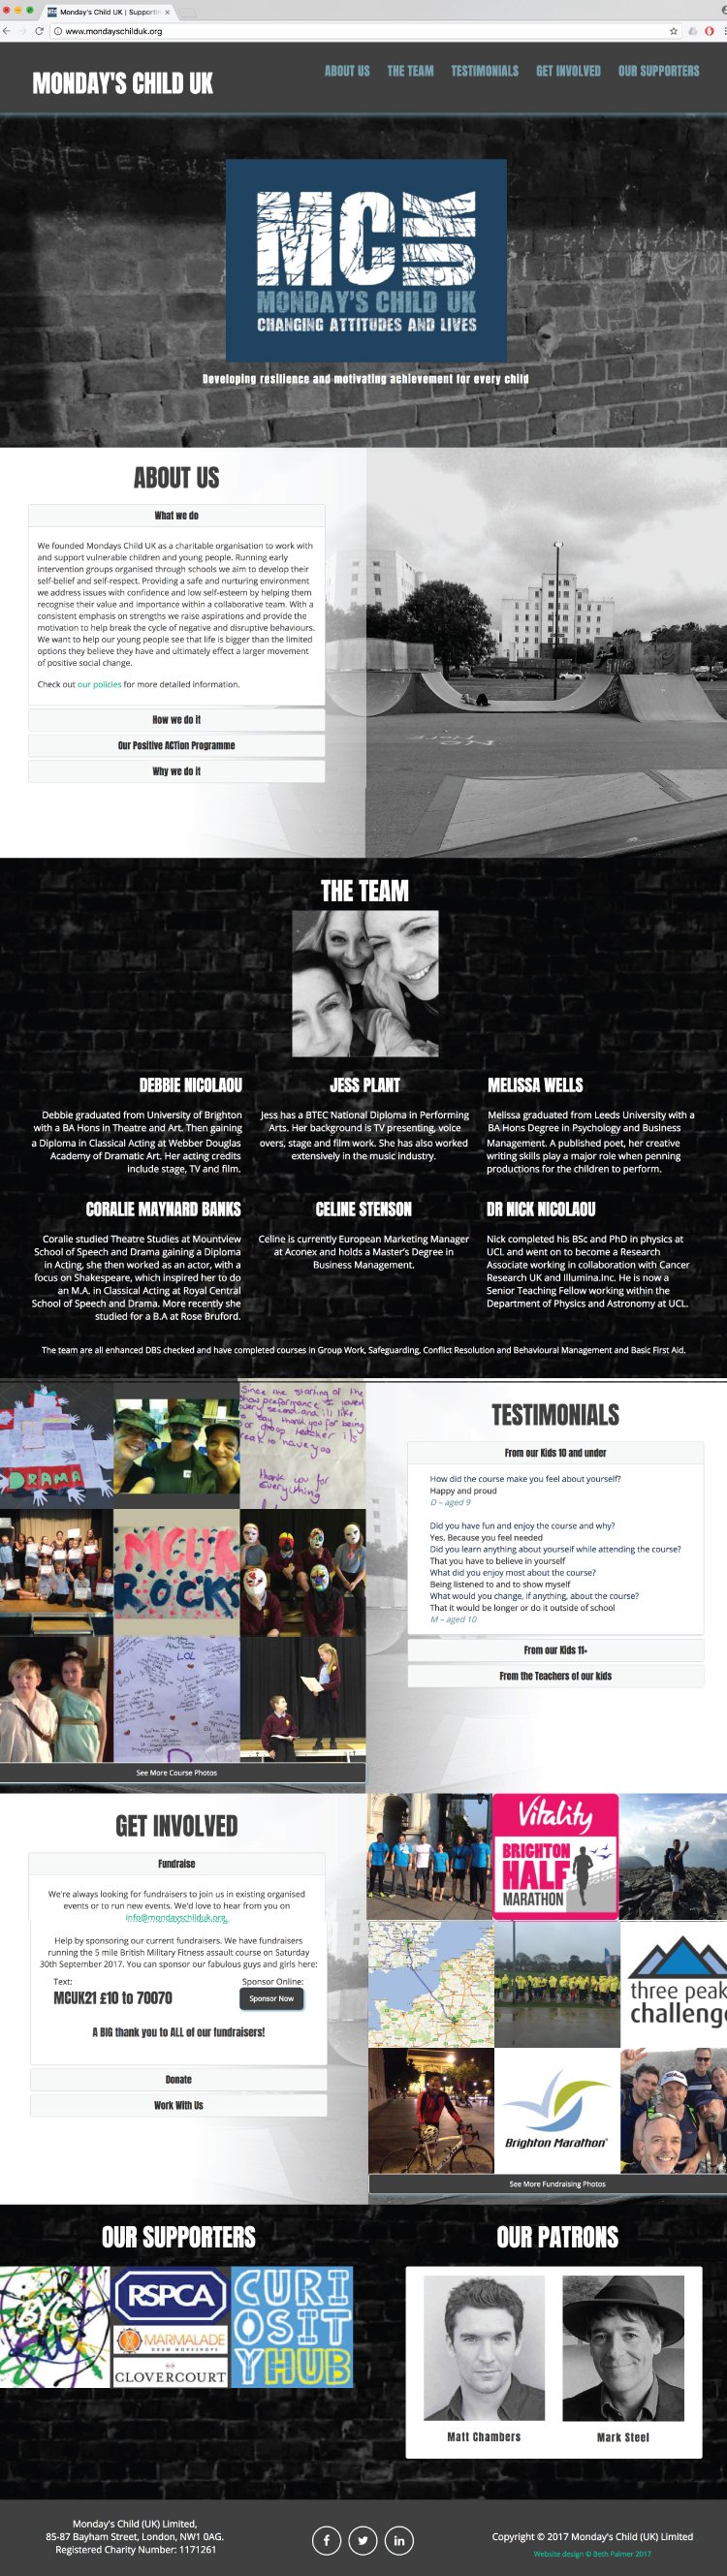 Monday's Child UK | Supportin
www.mondayschilduk.org
MONDAY'S CHILD UK
ABOUT US
THE TEAM
TESTIMONIALS
GET INVOLVED
OUR SUPPORTERS
MC UK
MONDAY'S CHILD UK
CHANGING ATTITUDES AND LIVES
Developing resilience and motivating achievement for every child
ABOUT US
What we do
We founded Mondays Child UK as a charitable organisation to work with
and support vulnerable children and young people. Running early
intervention groups organised through schools we aim to develop their
self-belief and self-respect. Providing a safe and nurturing environment
we address issues with confidence and low self-esteem by helping them
recognise their value and importance within a collaborative team. With a
consistent emphasis on strengths we raise aspirations and provide the
motivation to help break the cycle of negative and disruptive behaviours.
We want to help our young people see that life is bigger than the limited
options they believe they have and ultimately effect a larger movement
of positive social change.
Check out our policies for more detailed information.
How we do it
Our Positive ACTion Programme
Why we do it
THE TEAM
DEBBIE NICOLAOU
Debbie graduated from University of Brighton
with a BA Hons in Theatre and Art. Then gaining
a Diploma in Classical Acting at Webber Douglas
Academy of Dramatic Art. Her acting credits
include stage, TV and film.
JESS PLANT
Jess has a BTEC National Diploma in Performing
Arts. Her background is TV presenting, voice
overs, stage and film work. She has also worked
extensively in the music industry.
MELISSA WELLS
Melissa graduated from Leeds University with a
BA Hons Degree in Psychology and Business
Management. A published poet, her creative
writing skills play a major role when penning
productions for the children to perform.
CORALIE MAYNARD BANKS
Coralie studied Theatre Studies at Mountview
School of Speech and Drama gaining a Diploma
in Acting, she then worked as an actor, with a
focus on Shakespeare, which inspired her to do
an M.A. in Classical Acting at Royal Central
School of Speech and Drama. More recently she
studied for a B.A at Rose Bruford.
CELINE STENSON
Celine is currently European Marketing Manager
at Aconex and holds a Master's Degree in
Business Management.
DR NICK NICOLAOU
Nick completed his BSc and PhD in physics at
UCL and went on to become a Research
Associate working in collaboration with Cancer
Research UK and Illumina.Inc. He is now a
Senior Teaching Fellow working within the
Department of Physics and Astronomy at UCL.
The team are all enhanced DBS checked and have completed courses in Group Work, Safeguarding, Conflict Resolution and Behavioural Management and Basic First Aid.
DRAMA
Since the starting of the
thank you for
Everything
MCUK
ROCKS
LOL
See More Course Photos
TESTIMONIALS
From our Kids 10 and under
How did the course make you feel about yourself?
Happy and proud
D – aged 9
Did you have fun and enjoy the course and why?
Yes. Because you feel needed
Did you learn anything about yourself while attending the course?
That you have to believe in yourself
What did you enjoy most about the course?
Being listened to and to show myself
What would you change, if anything, about the course?
That it would be longer or do it outside of school
M – aged 10
From our Kids 11+
From the Teachers of our kids
GET INVOLVED
Fundraise
We're always looking for fundraisers to join us in existing organised
events or to run new events. We'd love to hear from you on
info@mondayschilduk.org.
Help by sponsoring our current fundraisers. We have fundraisers
running the 5 mile British Military Fitness assault course on Saturday
30th September 2017. You can sponsor our fabulous guys and girls here:
Text:
MCUK21 £10 to 70070
Sponsor Online:
Sponsor Now
A BIG thank you to ALL of our fundraisers!
Donate
Work With Us
Vitality
BRIGHTON
HALF
MARATHON
three peak
challeng
Brighton Marathon
See More Fundraising Photos
OUR SUPPORTERS
RSPCA
MARMALADE
CLOVERCOURT
CURI
OSIT
YHUB
OUR PATRONS
Matt Chambers
Mark Steel
Monday's Child (UK) Limited,
85-87 Bayham Street, London, NW1 0AG.
Registered Charity Number: 1171261
f
in
Copyright © 2017 Monday's Child (UK) Limited
Website design © Beth Palmer 2017